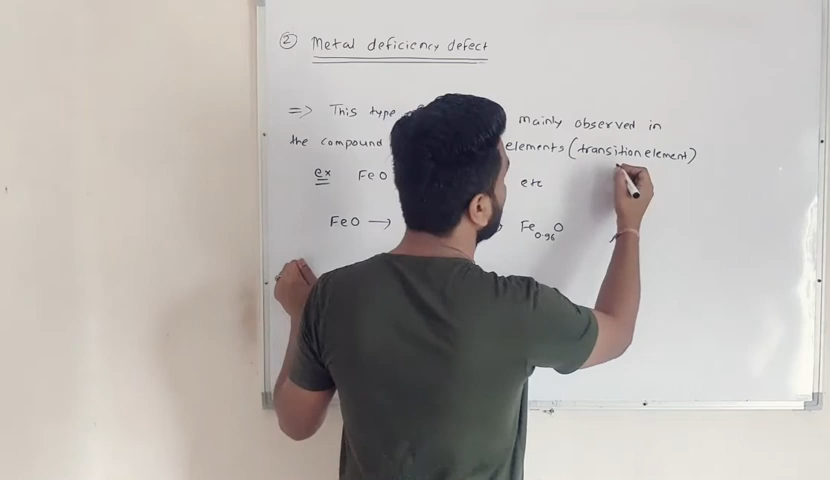 ② Metal deficiency defect
=> This type mainly observed in
the compound elements (transition element)
ex FeO etc
FeO → Fe0.96O